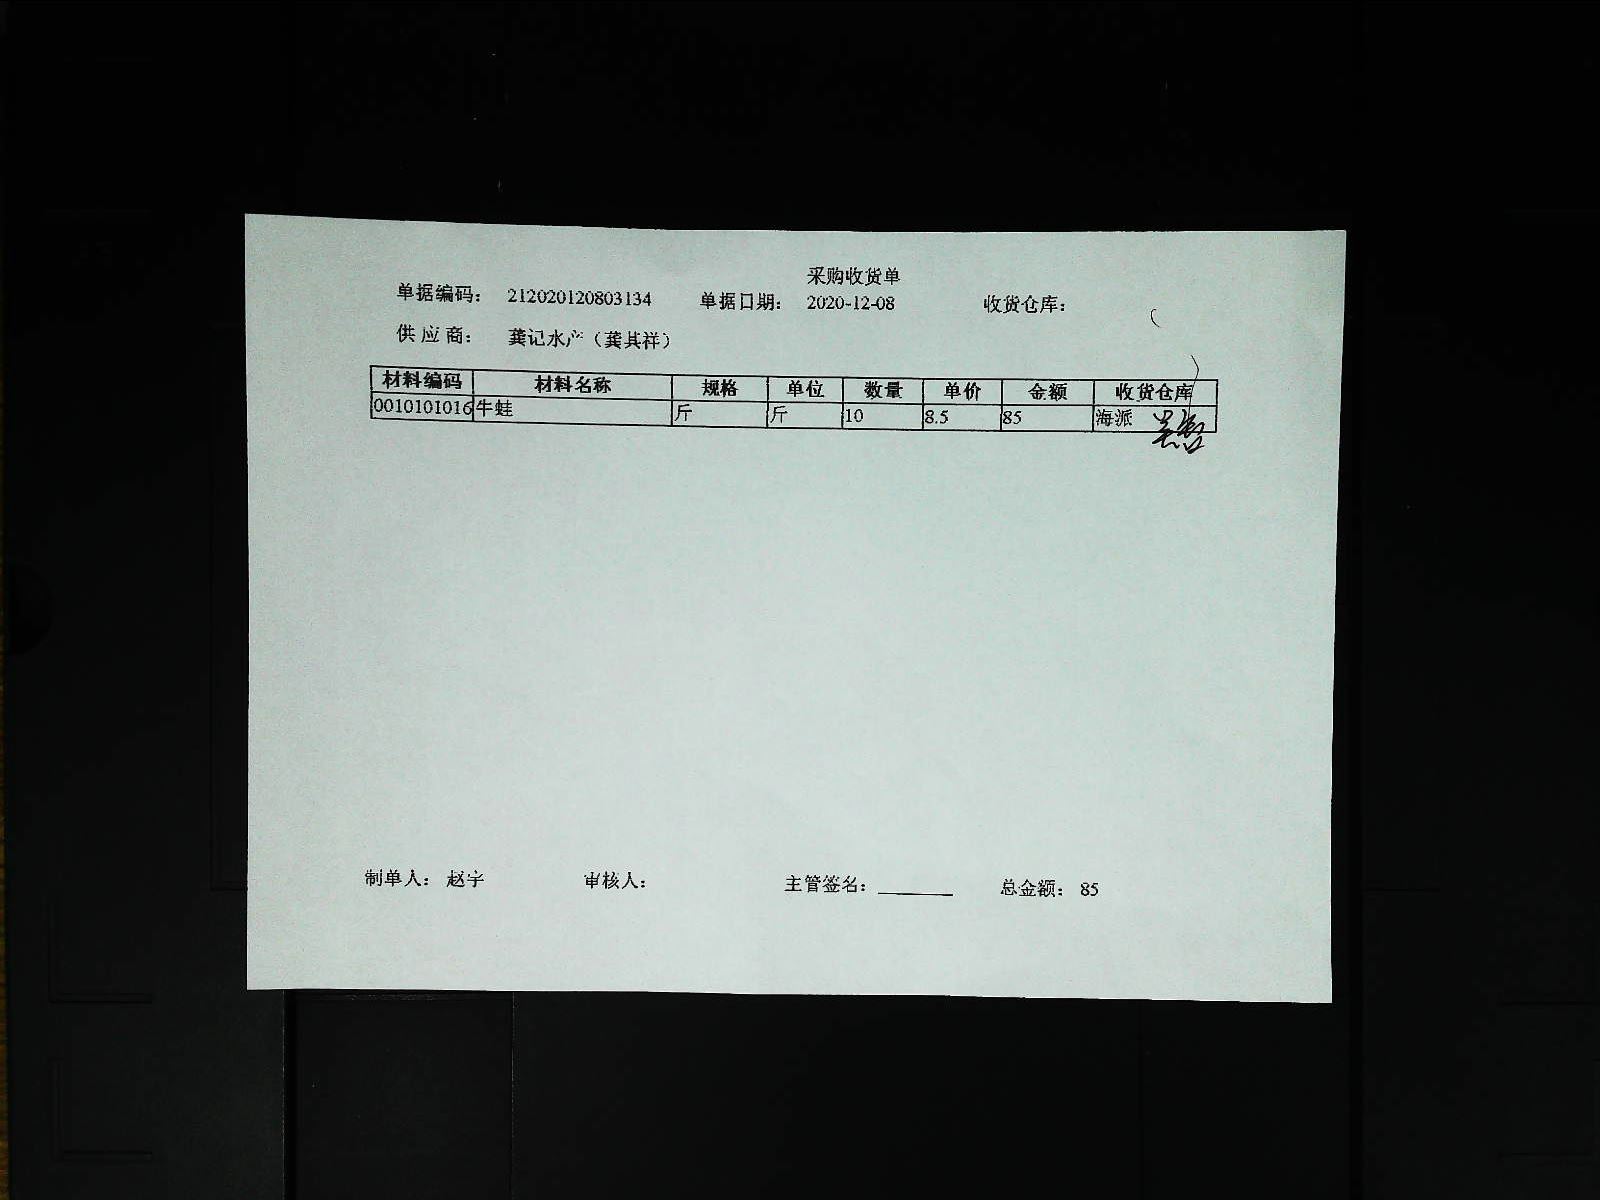 采购收货单
单据编码： 212020120803134 单据日期： 2020-12-08 收货仓库：
供应商： 龚记水产（龚其祥）
材料编码 材料名称 规格 单位 数量 单价 金额 收货仓库
0010101016 牛蛙 斤 斤 10 8.5 85 海派
制单人： 赵宇 审核人： 主管签名：________ 总金额： 85